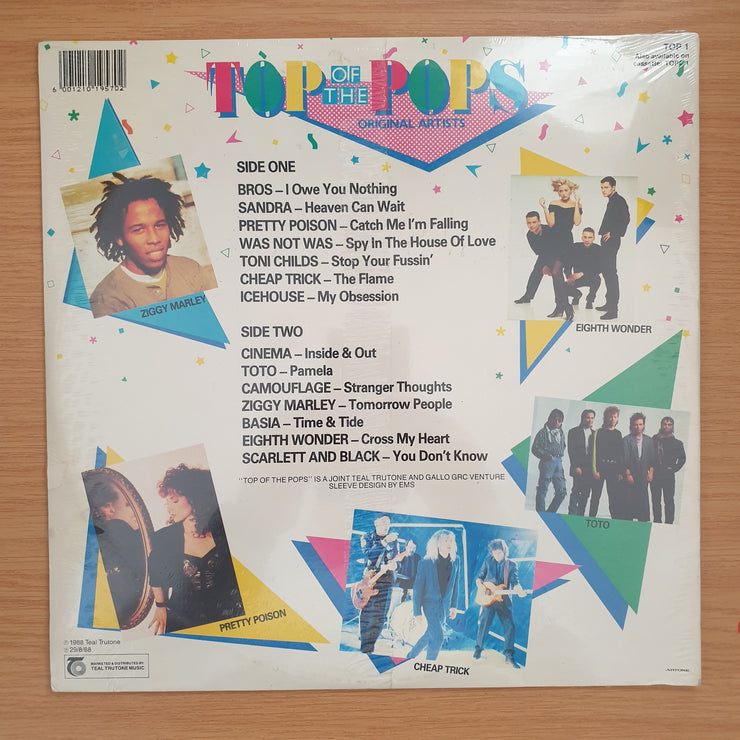 6 001210 195702
TOP OF THE POPS
ORIGINAL ARTISTS
TOP 1
Also available on
SIDE ONE
BROS – I Owe You Nothing
SANDRA – Heaven Can Wait
PRETTY POISON – Catch Me I'm Falling
WAS NOT WAS – Spy In The House Of Love
TONI CHILDS – Stop Your Fussin'
CHEAP TRICK – The Flame
ICEHOUSE – My Obsession
ZIGGY MARLEY
EIGHTH WONDER
SIDE TWO
CINEMA – Inside & Out
TOTO – Pamela
CAMOUFLAGE – Stranger Thoughts
ZIGGY MARLEY – Tomorrow People
BASIA – Time & Tide
EIGHTH WONDER – Cross My Heart
SCARLETT AND BLACK – You Don't Know
"TOP OF THE POPS" IS A JOINT TEAL TRUTONE AND GALLO GRC VENTURE
SLEEVE DESIGN BY EMS
TOTO
PRETTY POISON
CHEAP TRICK
℗ 1988 Teal Trutone
℗ 29/8/88
MARKETED & DISTRIBUTED BY
TEAL TRUTONE MUSIC
ARTONE